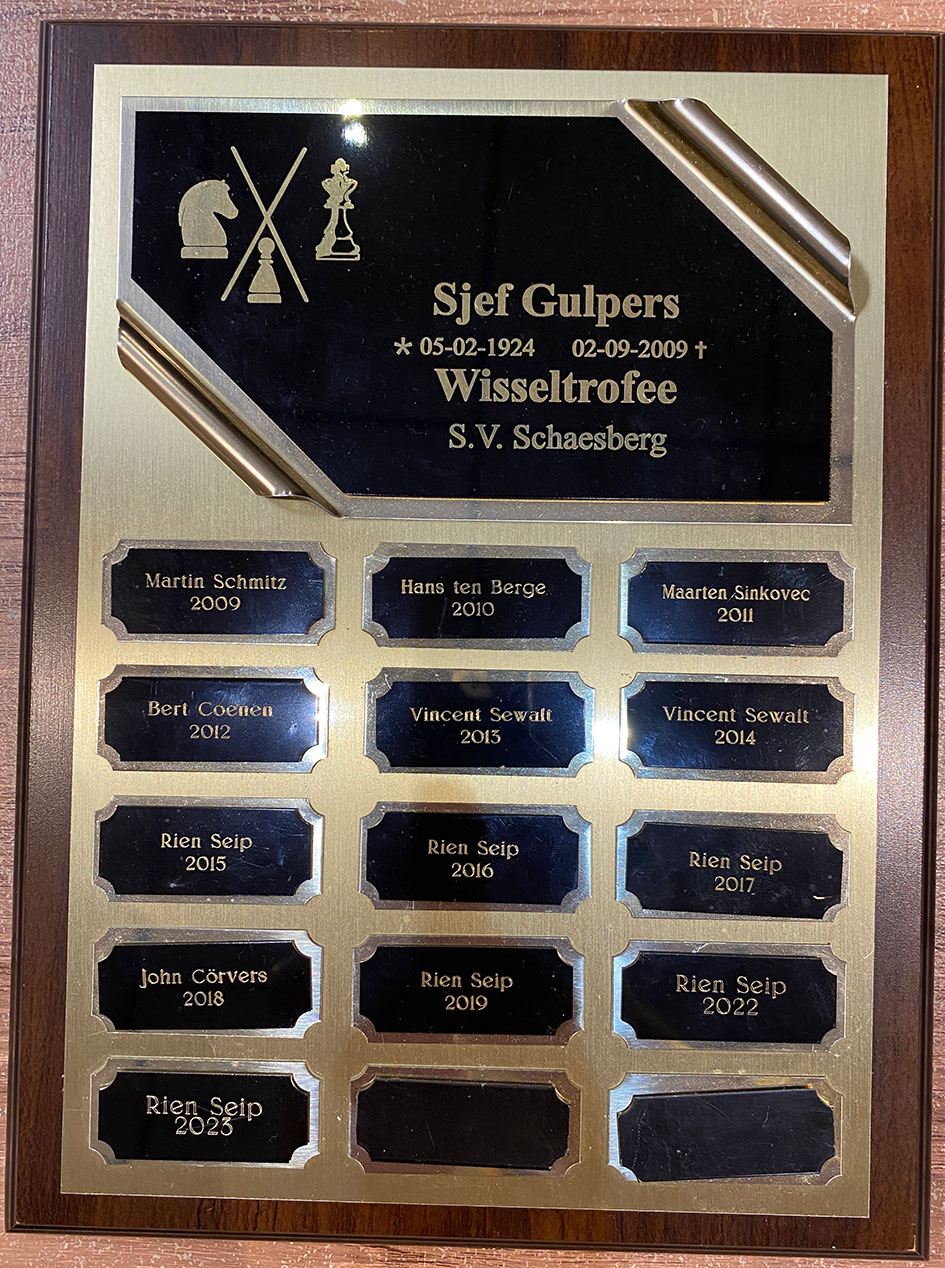 Sjef Gulpers
* 05-02-1924 02-09-2009 †
Wisseltrofee
S.V. Schaesberg
Martin Schmitz
2009
Hans ten Berge
2010
Maarten Sinkovec
2011
Bert Coenen
2012
Vincent Sewalt
2013
Vincent Sewalt
2014
Rien Seip
2015
Rien Seip
2016
Rien Seip
2017
John Cörvers
2018
Rien Seip
2019
Rien Seip
2022
Rien Seip
2023